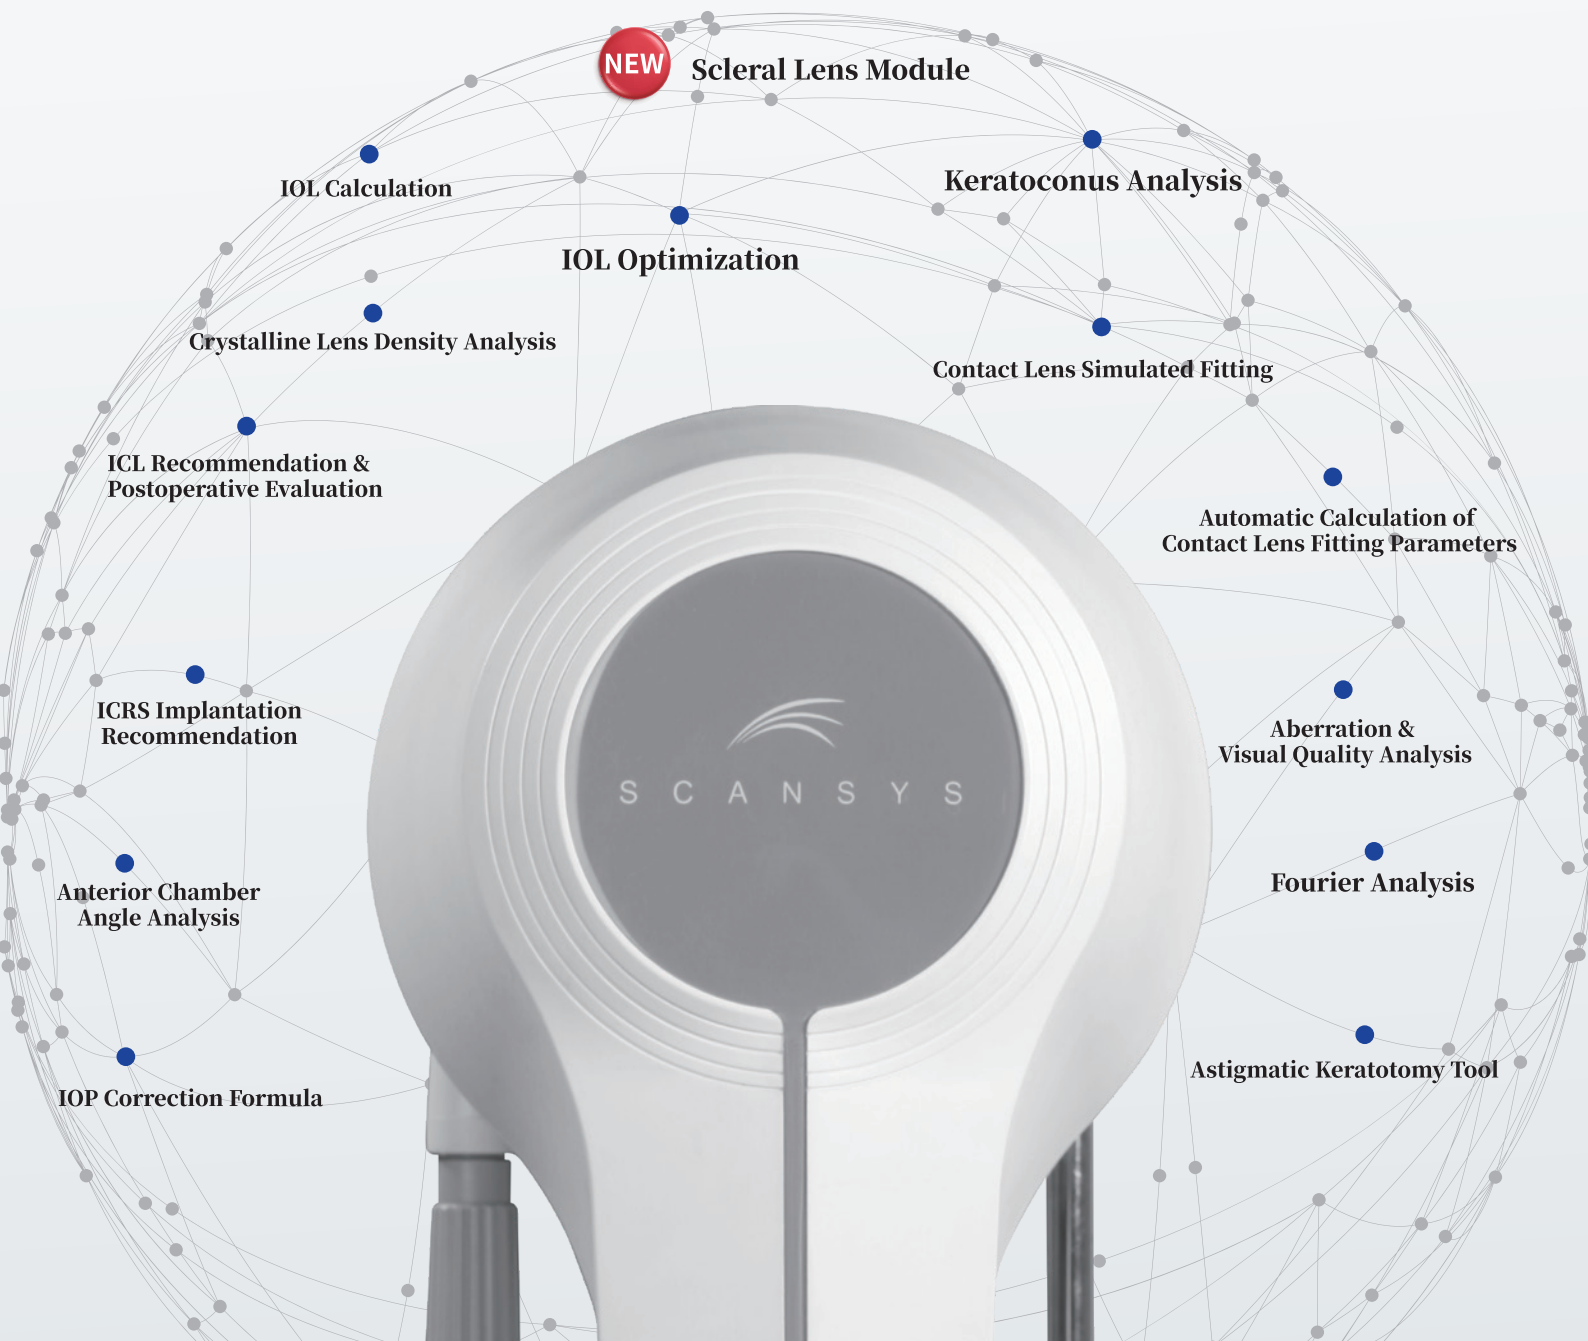 NEW
Scleral Lens Module
IOL Calculation
Keratoconus Analysis
IOL Optimization
Crystalline Lens Density Analysis
Contact Lens Simulated Fitting
ICL Recommendation &
Postoperative Evaluation
Automatic Calculation of
Contact Lens Fitting Parameters
ICRS Implantation
Recommendation
Aberration &
Visual Quality Analysis
SCANSYS
Anterior Chamber
Angle Analysis
Fourier Analysis
IOP Correction Formula
Astigmatic Keratotomy Tool